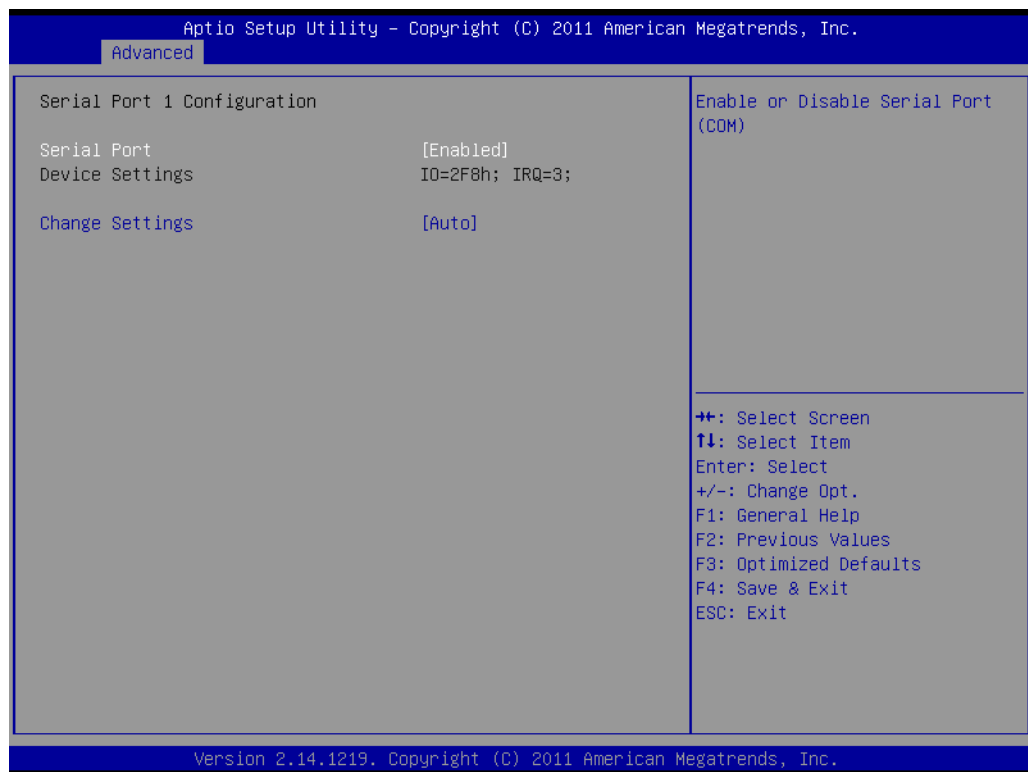 Aptio Setup Utility – Copyright (C) 2011 American Megatrends, Inc.
Advanced
Serial Port 1 Configuration
Serial Port [Enabled]
Device Settings IO=2F8h; IRQ=3;
Change Settings [Auto]
Enable or Disable Serial Port
(COM)
→←: Select Screen
↑↓: Select Item
Enter: Select
+/-: Change Opt.
F1: General Help
F2: Previous Values
F3: Optimized Defaults
F4: Save & Exit
ESC: Exit
Version 2.14.1219. Copyright (C) 2011 American Megatrends, Inc.